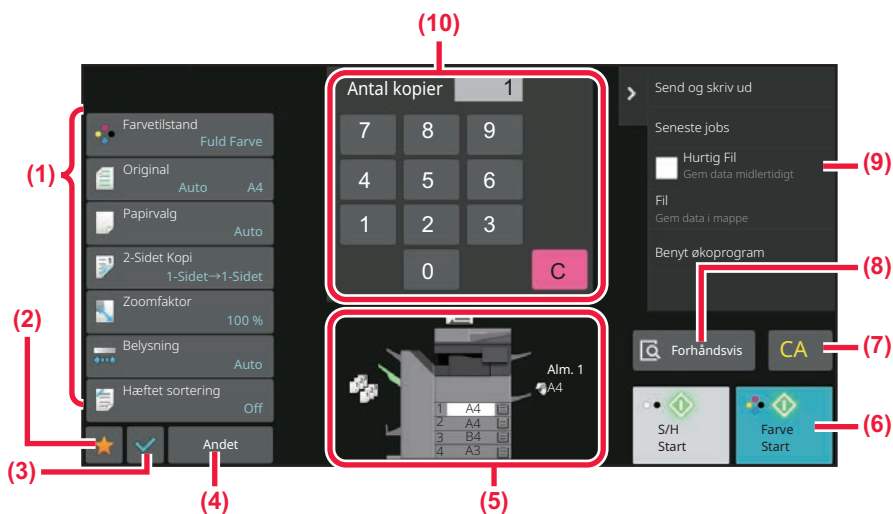 (10)
Antal kopier 1
7 8 9
4 5 6
1 2 3
0 C
(1)
Farvetilstand
Fuld Farve
Original
Auto A4
Papirvalg
Auto
2-Sidet Kopi
1-Sidet→1-Sidet
Zoomfaktor
100 %
Belysning
Auto
Hæftet sortering
Off
(2)
(3)
Andet
(4)
Alm. 1
A4
1 A4
2 A4
3 B4
4 A3
(5)
Send og skriv ud
Seneste jobs
Hurtig Fil
Gem data midlertidigt
(9)
Fil
Gem data i mappe
Benyt økoprogram
(8)
Forhåndsvis
CA
(7)
S/H
Start
Farve
Start
(6)